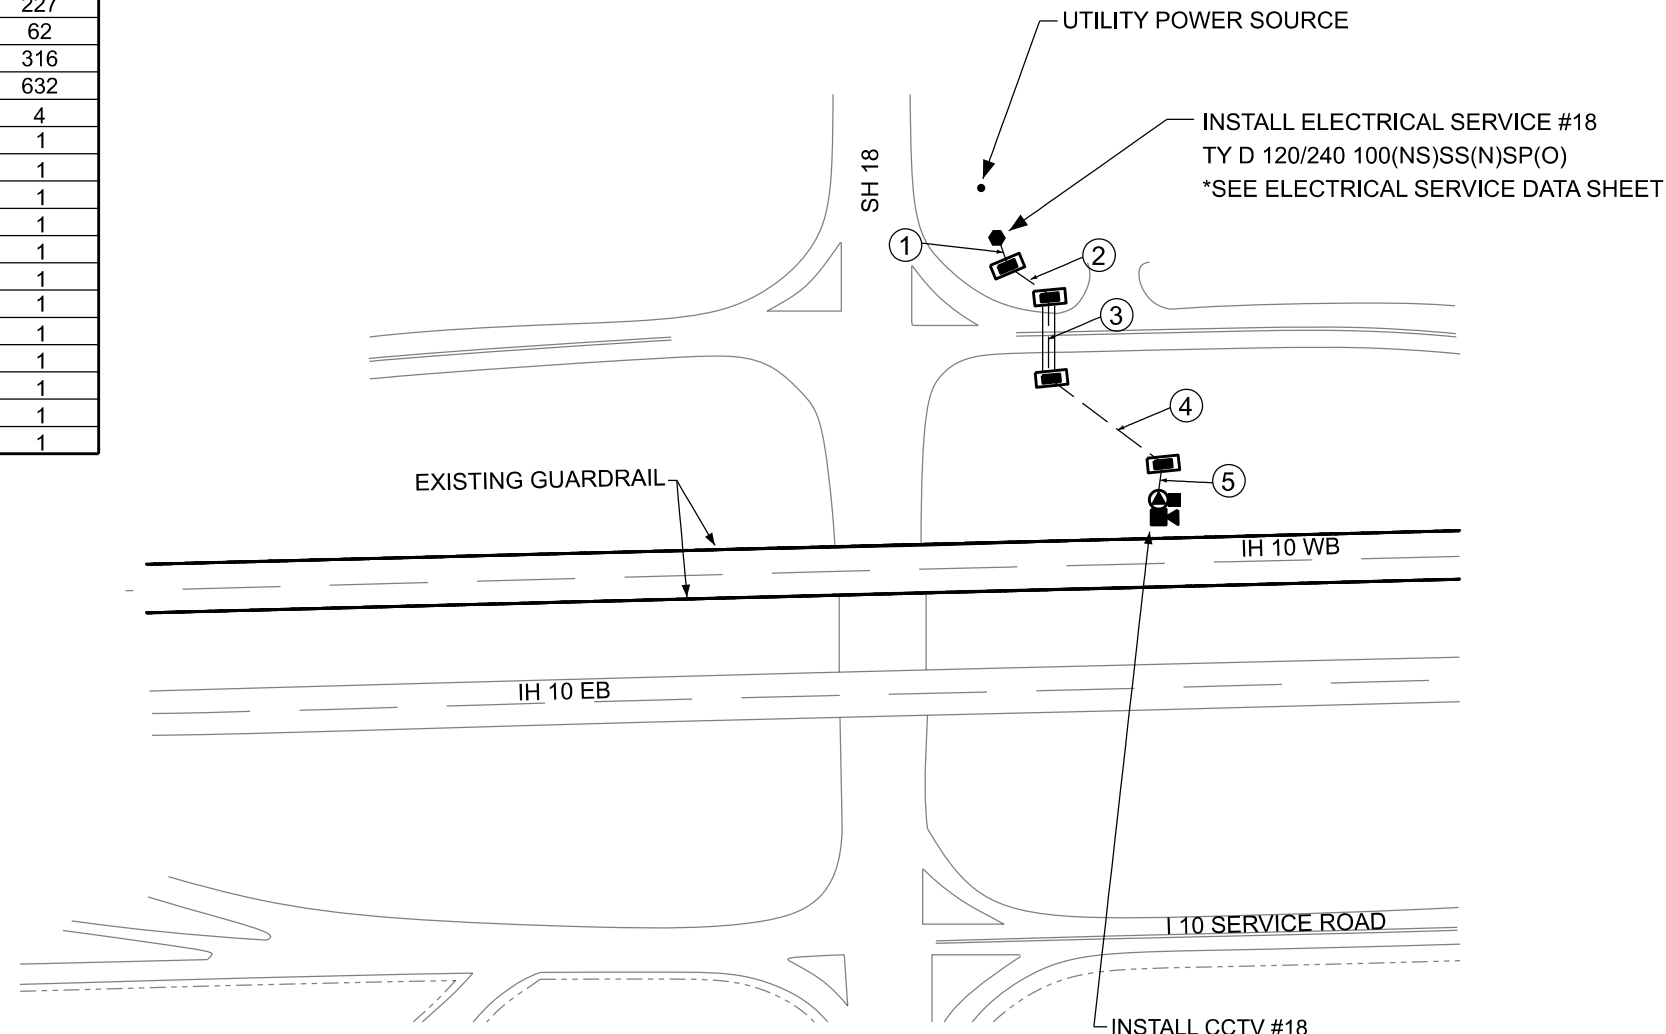 227
62
316
632
4
1
1
1
1
1
1
1
1
1
1
1
1
UTILITY POWER SOURCE
INSTALL ELECTRICAL SERVICE #18
TY D 120/240 100(NS)SS(N)SP(O)
*SEE ELECTRICAL SERVICE DATA SHEET
SH 18
1
2
3
4
5
EXISTING GUARDRAIL
IH 10 WB
IH 10 EB
I 10 SERVICE ROAD
INSTALL CCTV #18